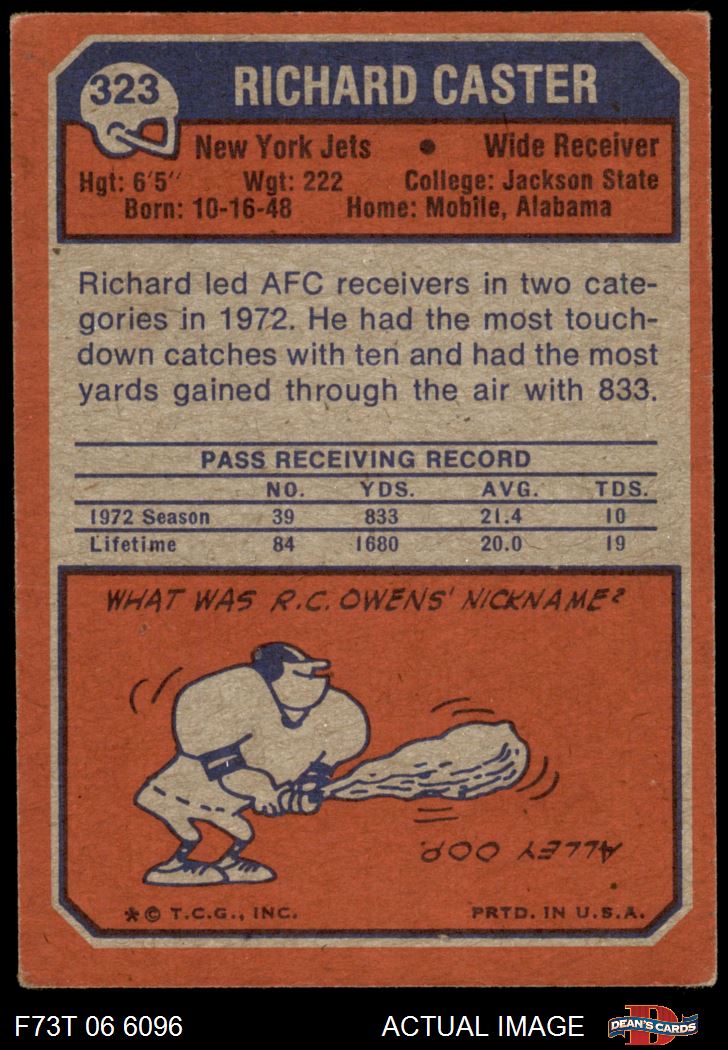 323
RICHARD CASTER
New York Jets • Wide Receiver
Hgt: 6'5" Wgt: 222 College: Jackson State
Born: 10-16-48 Home: Mobile, Alabama
Richard led AFC receivers in two cate-
gories in 1972. He had the most touch-
down catches with ten and had the most
yards gained through the air with 833.
PASS RECEIVING RECORD
NO. YDS. AVG. TDS.
1972 Season 39 833 21.4 10
Lifetime 84 1680 20.0 19
WHAT WAS R.C. OWENS' NICKNAME?
ALLEY OOP.
* © T.C.G., INC. PRTD. IN U.S.A.
F73T 06 6096 ACTUAL IMAGE
D
DEAN'S CARDS